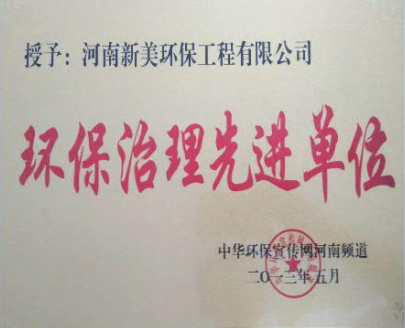 授予：河南新美环保工程有限公司
环保治理先进单位
中华环保宣传网河南频道
二〇一三年五月